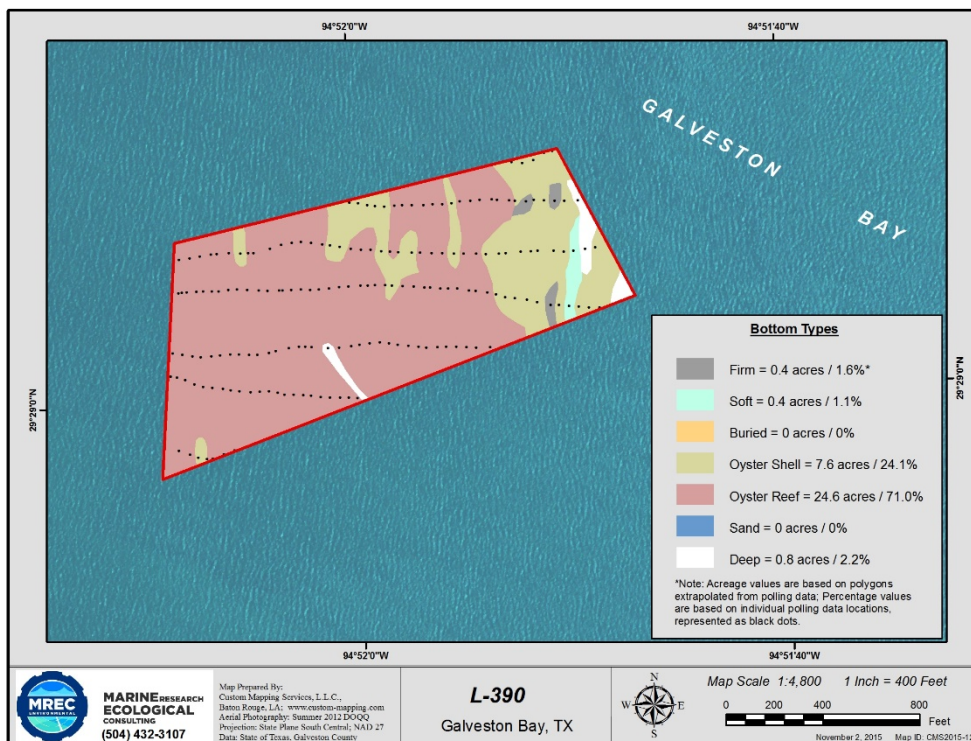 94°52'0"W
94°51'40"W
GALVESTON
BAY
29°29'0"N
29°29'0"N
Bottom Types
Firm = 0.4 acres / 1.6%*
Soft = 0.4 acres / 1.1%
Buried = 0 acres / 0%
Oyster Shell = 7.6 acres / 24.1%
Oyster Reef = 24.6 acres / 71.0%
Sand = 0 acres / 0%
Deep = 0.8 acres / 2.2%
*Note: Acreage values are based on polygons
extrapolated from polling data; Percentage values
are based on individual polling data locations,
represented as black dots.
94°52'0"W
94°51'40"W
MREC
ENVIRONMENTAL
MARINE RESEARCH
ECOLOGICAL
CONSULTING
(504) 432-3107
Map Prepared By:
Custom Mapping Services, L.L.C.,
Baton Rouge, LA; www.custom-mapping.com
Aerial Photography: Summer 2012 DOQQ
Projection: State Plane South Central; NAD 27
Data: State of Texas, Galveston County
L-390
Galveston Bay, TX
N
W E
S
Map Scale 1:4,800 1 Inch = 400 Feet
0 200 400 800
Feet
November 2, 2015 Map ID: CMS2015-12